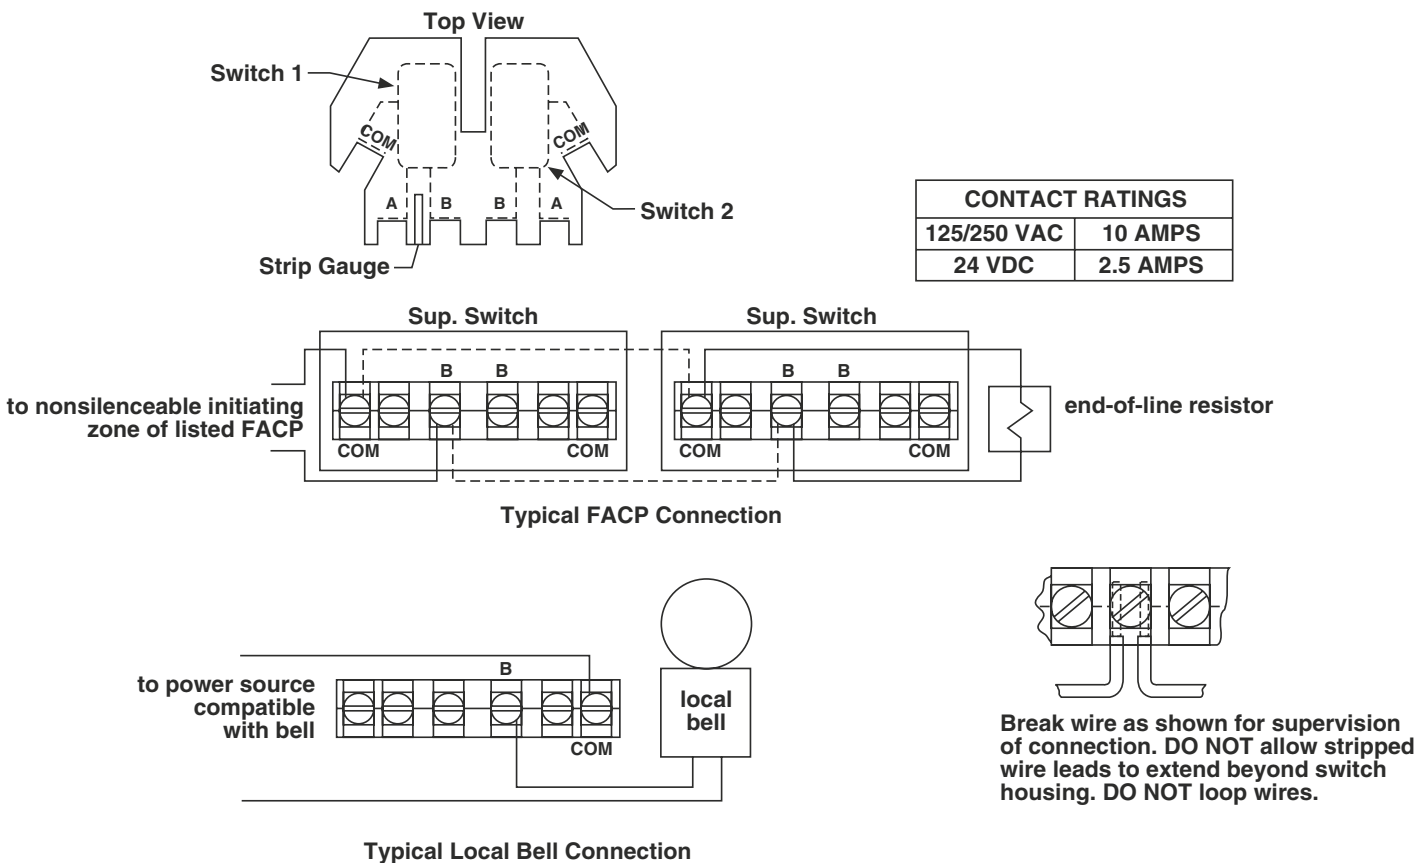 Top View
Switch 1
COM
COM
A
B
B
A
Switch 2
Strip Gauge
CONTACT RATINGS
125/250 VAC 10 AMPS
24 VDC 2.5 AMPS
Sup. Switch
Sup. Switch
B
B
B
B
to nonsilenceable initiating
zone of listed FACP
COM
COM
COM
COM
end-of-line resistor
Typical FACP Connection
B
to power source
compatible
with bell
COM
local
bell
Break wire as shown for supervision
of connection. DO NOT allow stripped
wire leads to extend beyond switch
housing. DO NOT loop wires.
Typical Local Bell Connection